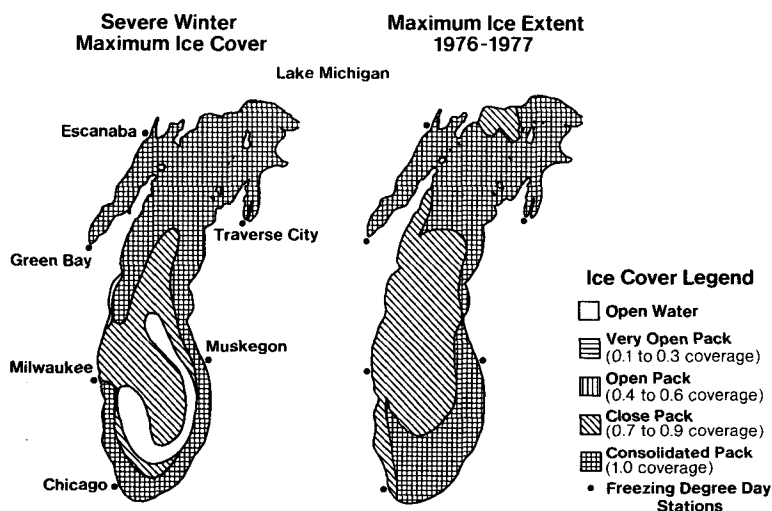 Severe Winter
Maximum Ice Cover
Maximum Ice Extent
1976-1977
Lake Michigan
Escanaba
Traverse City
Green Bay
Muskegon
Milwaukee
Chicago
Ice Cover Legend
Open Water
Very Open Pack
(0.1 to 0.3 coverage)
Open Pack
(0.4 to 0.6 coverage)
Close Pack
(0.7 to 0.9 coverage)
Consolidated Pack
(1.0 coverage)
Freezing Degree Day
Stations